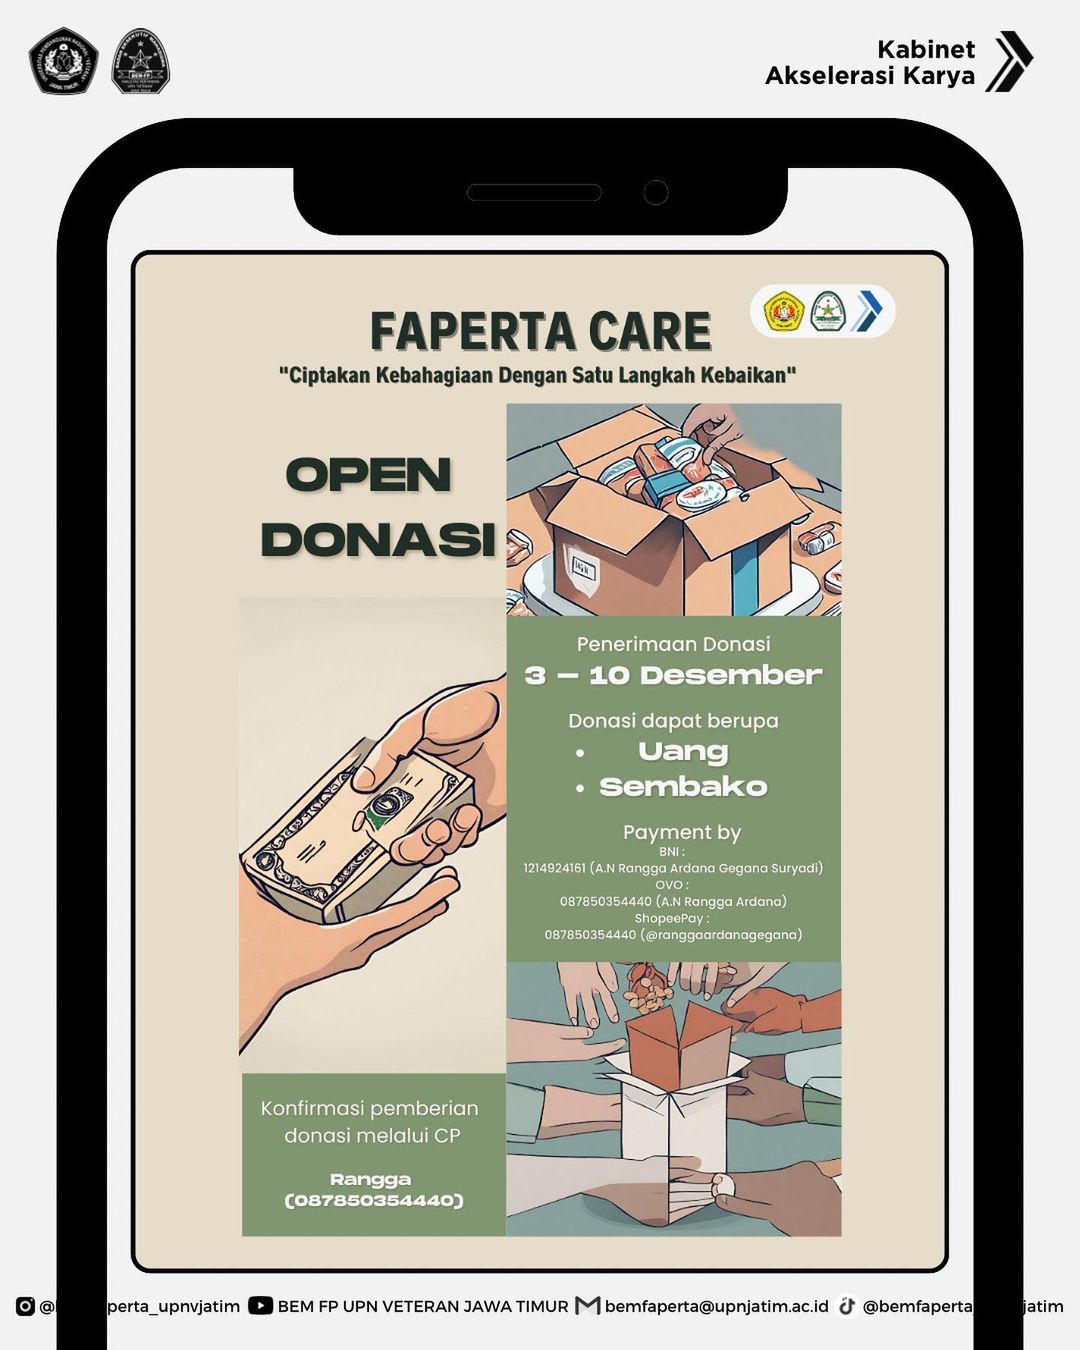 Kabinet
Akselerasi Karya
FAPERTA CARE
"Ciptakan Kebahagiaan Dengan Satu Langkah Kebaikan"
OPEN
DONASI
Penerimaan Donasi
3 – 10 Desember
Donasi dapat berupa
• Uang
• Sembako
Payment by
BNI :
1214924161 (A.N Rangga Ardana Gegana Suryadi)
OVO :
087850354440 (A.N Rangga Ardana)
ShopeePay :
087850354440 (@ranggaardanagegana)
Konfirmasi pemberian
donasi melalui CP
Rangga
(087850354440)
perta_upnvjatim BEM FP UPN VETERAN JAWA TIMUR bemfaperta@upnjatim.ac.id @bemfaperta jatim